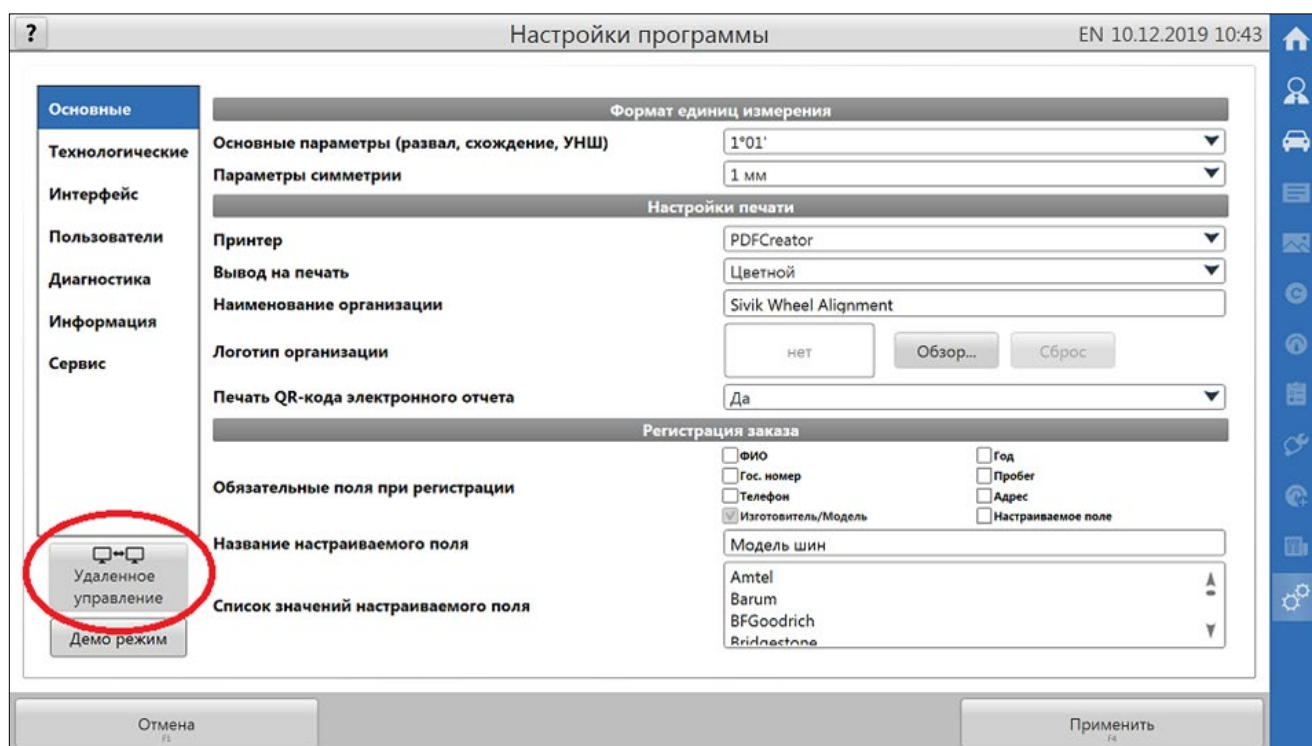 ?
Настройки программы
EN 10.12.2019 10:43
Основные
Технологические
Интерфейс
Пользователи
Диагностика
Информация
Сервис
Удаленное
управление
Демо режим
Формат единиц измерения
Основные параметры (развал, схождение, УНШ)
1°01'
Параметры симметрии
1 мм
Настройки печати
Принтер
PDFCreator
Вывод на печать
Цветной
Наименование организации
Sivik Wheel Alignment
Логотип организации
нет
Обзор...
Сброс
Печать QR-кода электронного отчета
Да
Регистрация заказа
Обязательные поля при регистрации
ФИО
Год
Гос. номер
Пробег
Телефон
Адрес
Изготовитель/Модель
Настраиваемое поле
Название настраиваемого поля
Модель шин
Список значений настраиваемого поля
Amtel
Barum
BFGoodrich
Bridgestone
Отмена
F1
Применить
F4